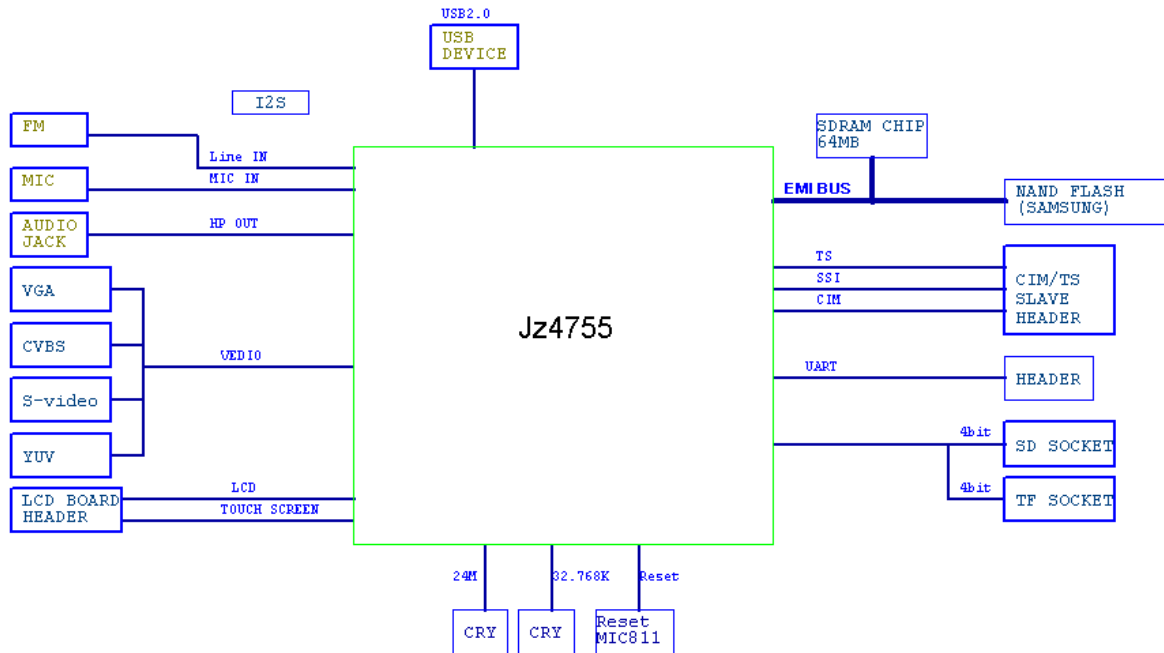 USB2.0
USB
DEVICE
I2S
FM
Line IN
MIC
MIC IN
AUDIO
JACK
HP OUT
VGA
CVBS
VEDIO
S-video
YUV
LCD BOARD
HEADER
LCD
TOUCH SCREEN
Jz4755
SDRAM CHIP
64MB
EMI BUS
NAND FLASH
(SAMSUNG)
TS
SSI
CIM
CIM/TS
SLAVE
HEADER
UART
HEADER
4bit
SD SOCKET
4bit
TF SOCKET
24M
32.768K
Reset
CRY
CRY
Reset
MIC811